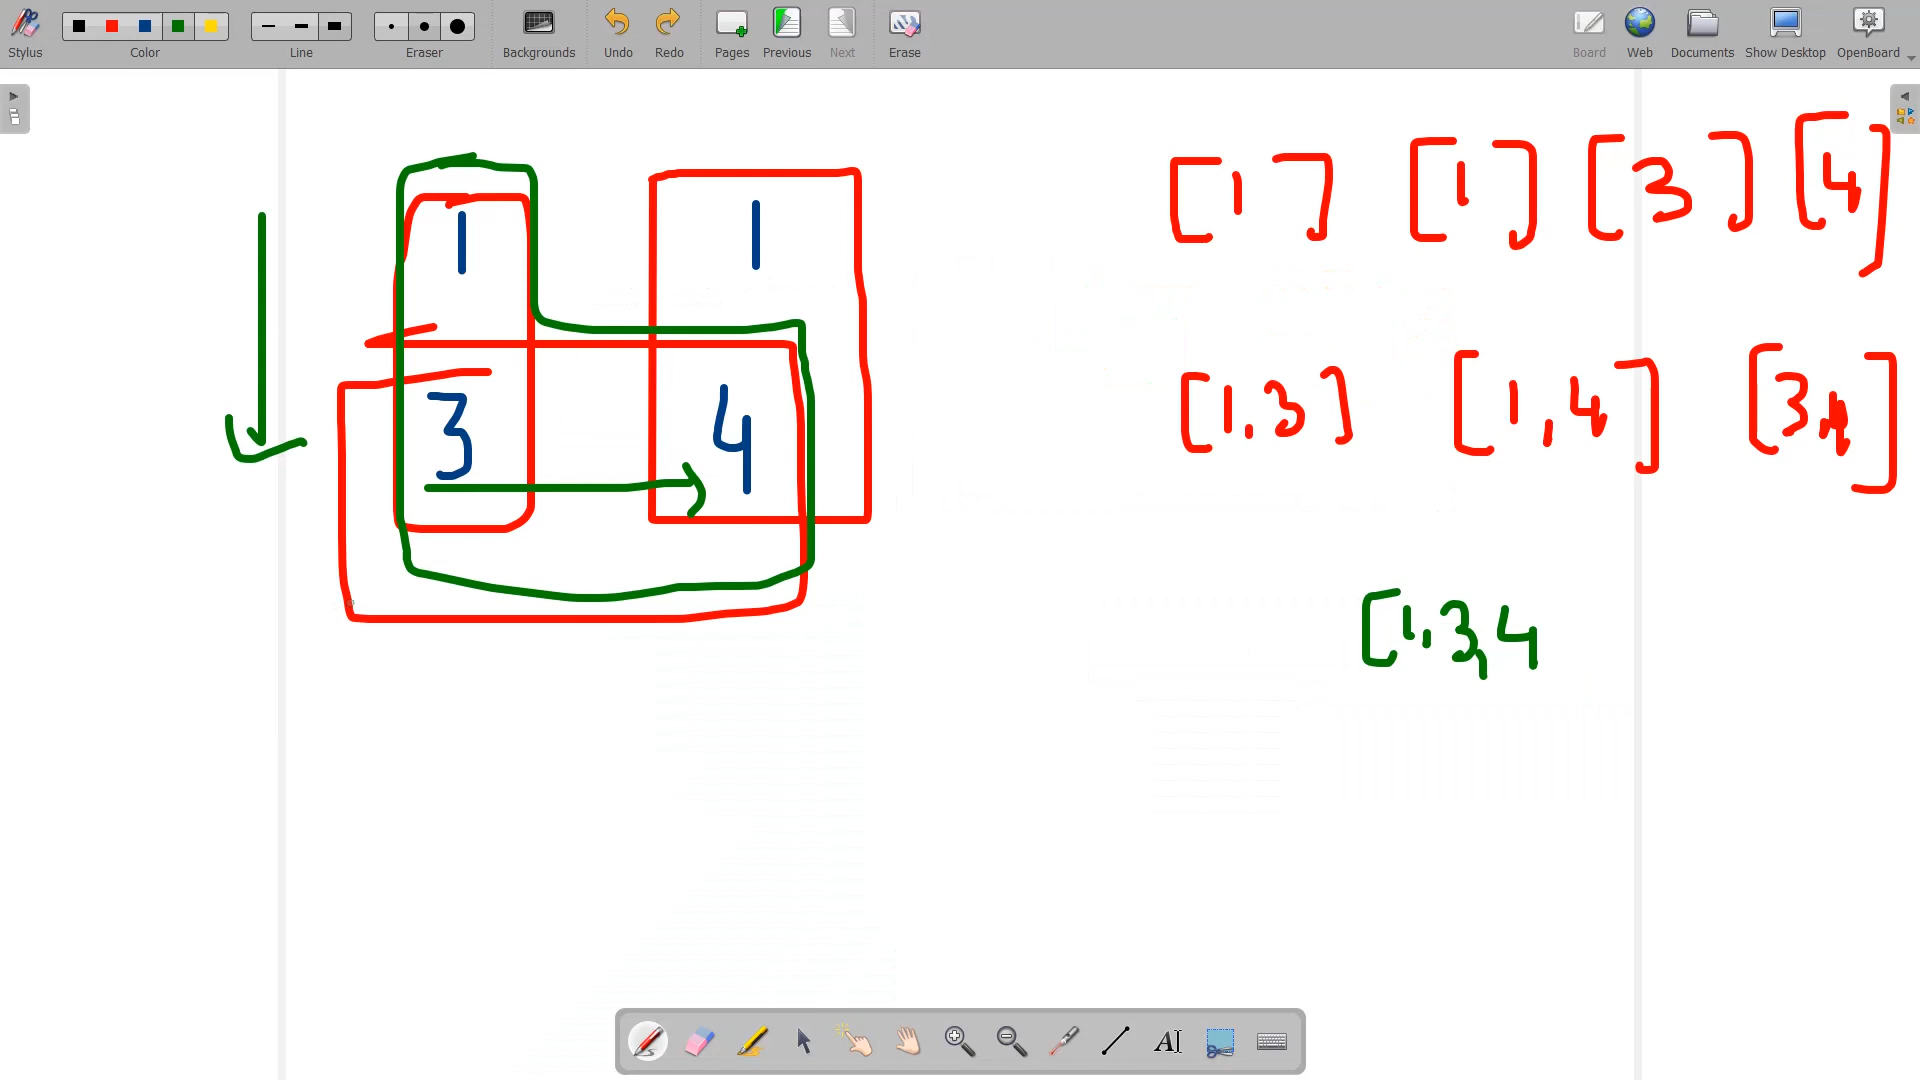 Stylus Color Line Eraser Backgrounds Undo Redo Pages Previous Next Erase Board Web Documents Show Desktop OpenBoard
1 1 [1] [1] [3] [4]
3 4 [1,3] [1,4] [3,4]
[1,3,4